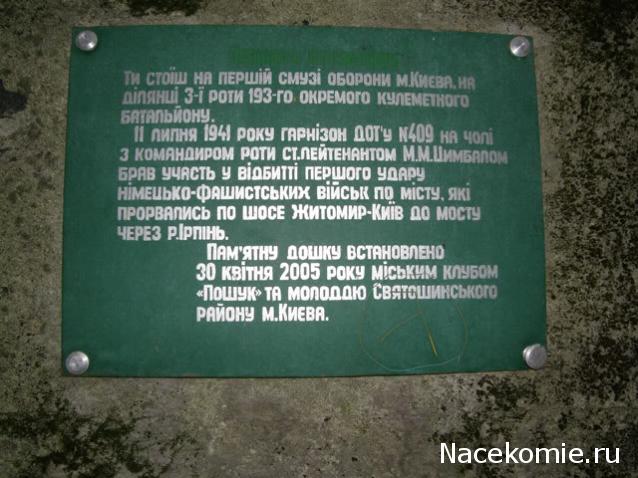 Ти стоїш на першій смузі оборони м.Києва, на
ділянці 3-ї роти 193-го окремого кулеметного
батальйону.
11 липня 1941 року гарнізон ДОТ'у №409 на чолі
з командиром роти ст.лейтенантом М.М.Цимбалом
брав участь у відбитті першого удару
німецько-фашистських військ по місту, які
прорвались по шосе Житомир-Київ до мосту
через р.Ірпінь.
Пам'ятну дошку встановлено
30 квітня 2005 року міським клубом
«Пошук" та молоддю Святошинського
району м.Києва.
Nacekomie.ru